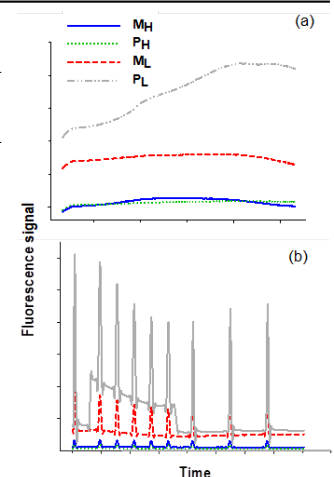 (a)
M_H
P_H
M_L
P_L
(b)
Fluorescence signal
Time